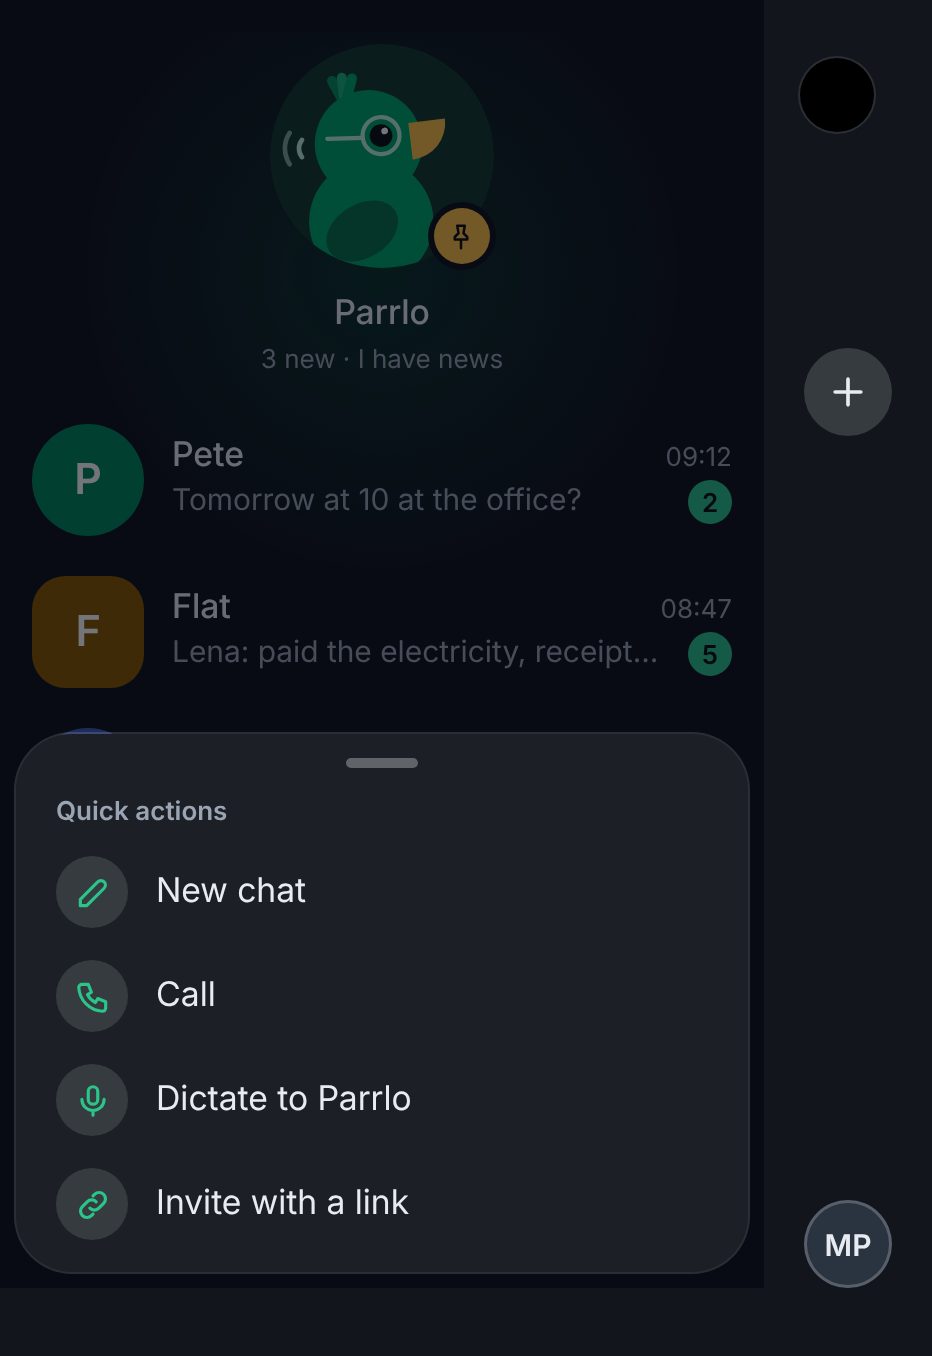 Parrlo
3 new · I have news
P
Pete
09:12
Tomorrow at 10 at the office?
2
F
Flat
08:47
Lena: paid the electricity, receipt...
5
Quick actions
New chat
Call
Dictate to Parrlo
Invite with a link
MP